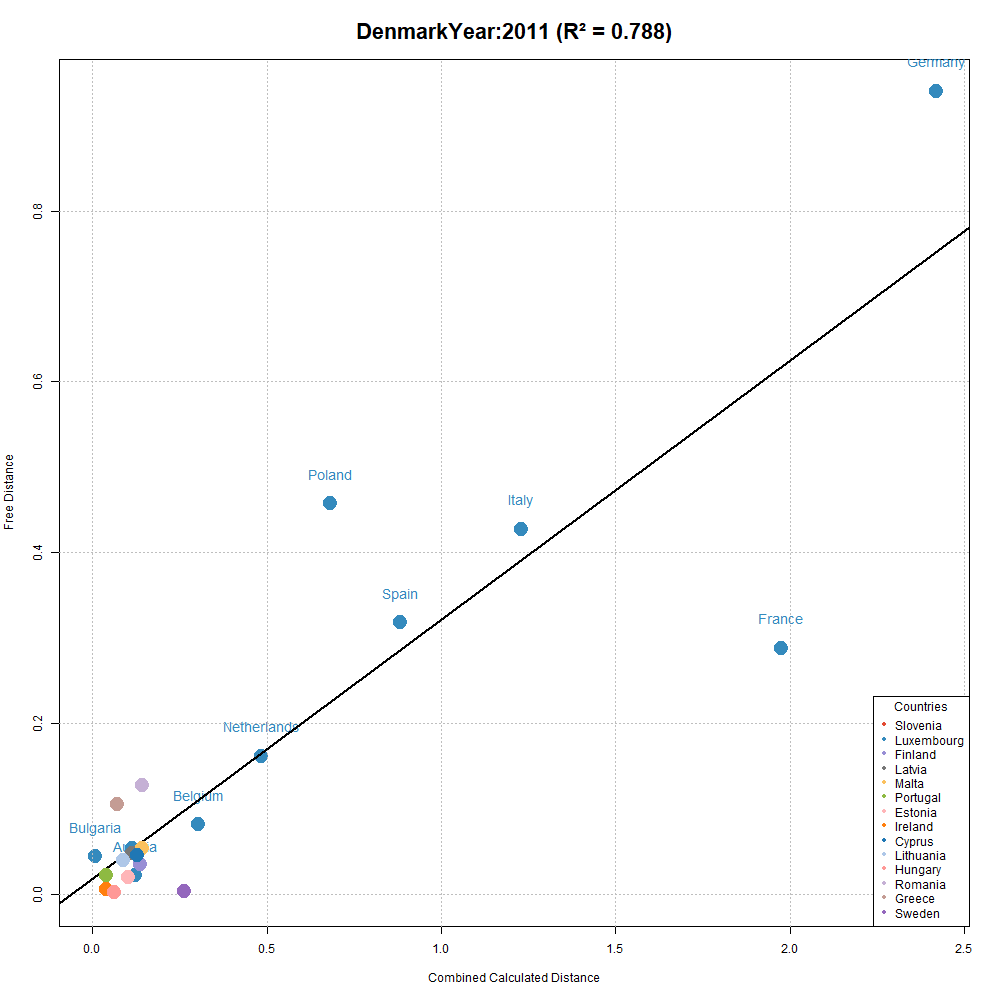 DenmarkYear:2011 (R² = 0.788)
Germany
Poland
Italy
Spain
France
Netherlands
Belgium
Bulgaria
Austria
Free Distance
0.8
0.6
0.4
0.2
0.0
0.0 0.5 1.0 1.5 2.0 2.5
Combined Calculated Distance
Countries
Slovenia
Luxembourg
Finland
Latvia
Malta
Portugal
Estonia
Ireland
Cyprus
Lithuania
Hungary
Romania
Greece
Sweden